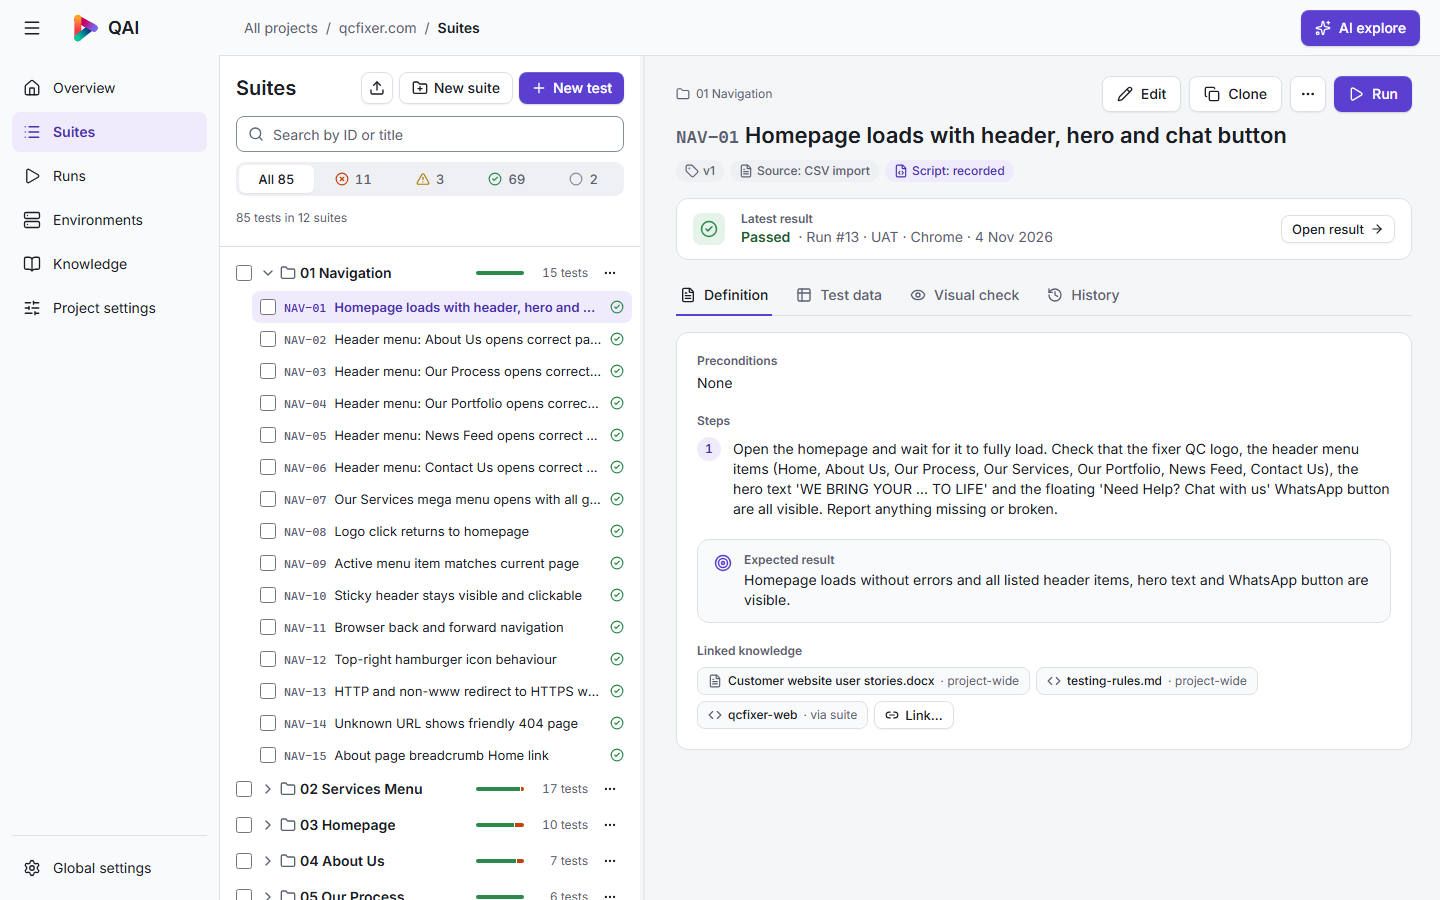 QAI
All projects / qcfixer.com / Suites
AI explore
Overview
Suites
Runs
Environments
Knowledge
Project settings
Global settings
Suites
New suite
New test
Search by ID or title
All 85
11
3
69
2
85 tests in 12 suites
01 Navigation 15 tests
NAV-01 Homepage loads with header, hero and ...
NAV-02 Header menu: About Us opens correct pa...
NAV-03 Header menu: Our Process opens correct...
NAV-04 Header menu: Our Portfolio opens correc...
NAV-05 Header menu: News Feed opens correct ...
NAV-06 Header menu: Contact Us opens correct ...
NAV-07 Our Services mega menu opens with all g...
NAV-08 Logo click returns to homepage
NAV-09 Active menu item matches current page
NAV-10 Sticky header stays visible and clickable
NAV-11 Browser back and forward navigation
NAV-12 Top-right hamburger icon behaviour
NAV-13 HTTP and non-www redirect to HTTPS w...
NAV-14 Unknown URL shows friendly 404 page
NAV-15 About page breadcrumb Home link
02 Services Menu 17 tests
03 Homepage 10 tests
04 About Us 7 tests
05 Our Process 6 tests
01 Navigation
Edit
Clone
Run
NAV-01 Homepage loads with header, hero and chat button
v1
Source: CSV import
Script: recorded
Latest result
Passed · Run #13 · UAT · Chrome · 4 Nov 2026
Open result
Definition
Test data
Visual check
History
Preconditions
None
Steps
1
Open the homepage and wait for it to fully load. Check that the fixer QC logo, the header menu
items (Home, About Us, Our Process, Our Services, Our Portfolio, News Feed, Contact Us), the
hero text 'WE BRING YOUR ... TO LIFE' and the floating 'Need Help? Chat with us' WhatsApp button
are all visible. Report anything missing or broken.
Expected result
Homepage loads without errors and all listed header items, hero text and WhatsApp button are
visible.
Linked knowledge
Customer website user stories.docx · project-wide
testing-rules.md · project-wide
qcfixer-web · via suite
Link...